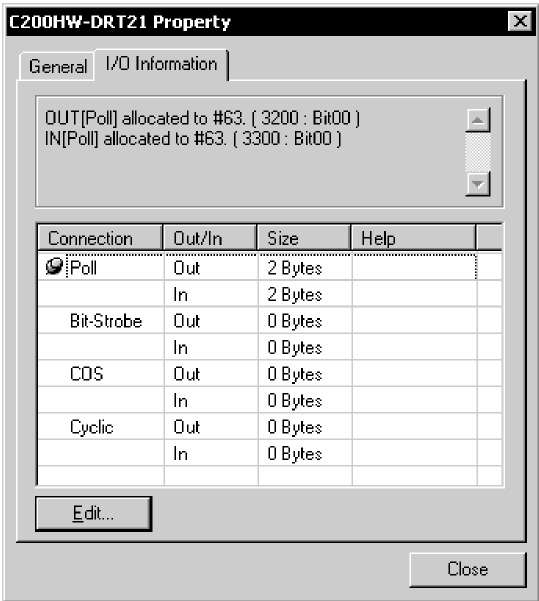 C200HW-DRT21 Property
General I/O Information
OUT[Poll] allocated to #63. ( 3200 : Bit00 )
IN[Poll] allocated to #63. ( 3300 : Bit00 )
Connection Out/In Size Help
Poll Out 2 Bytes
In 2 Bytes
Bit-Strobe Out 0 Bytes
In 0 Bytes
COS Out 0 Bytes
In 0 Bytes
Cyclic Out 0 Bytes
In 0 Bytes
Edit...
Close